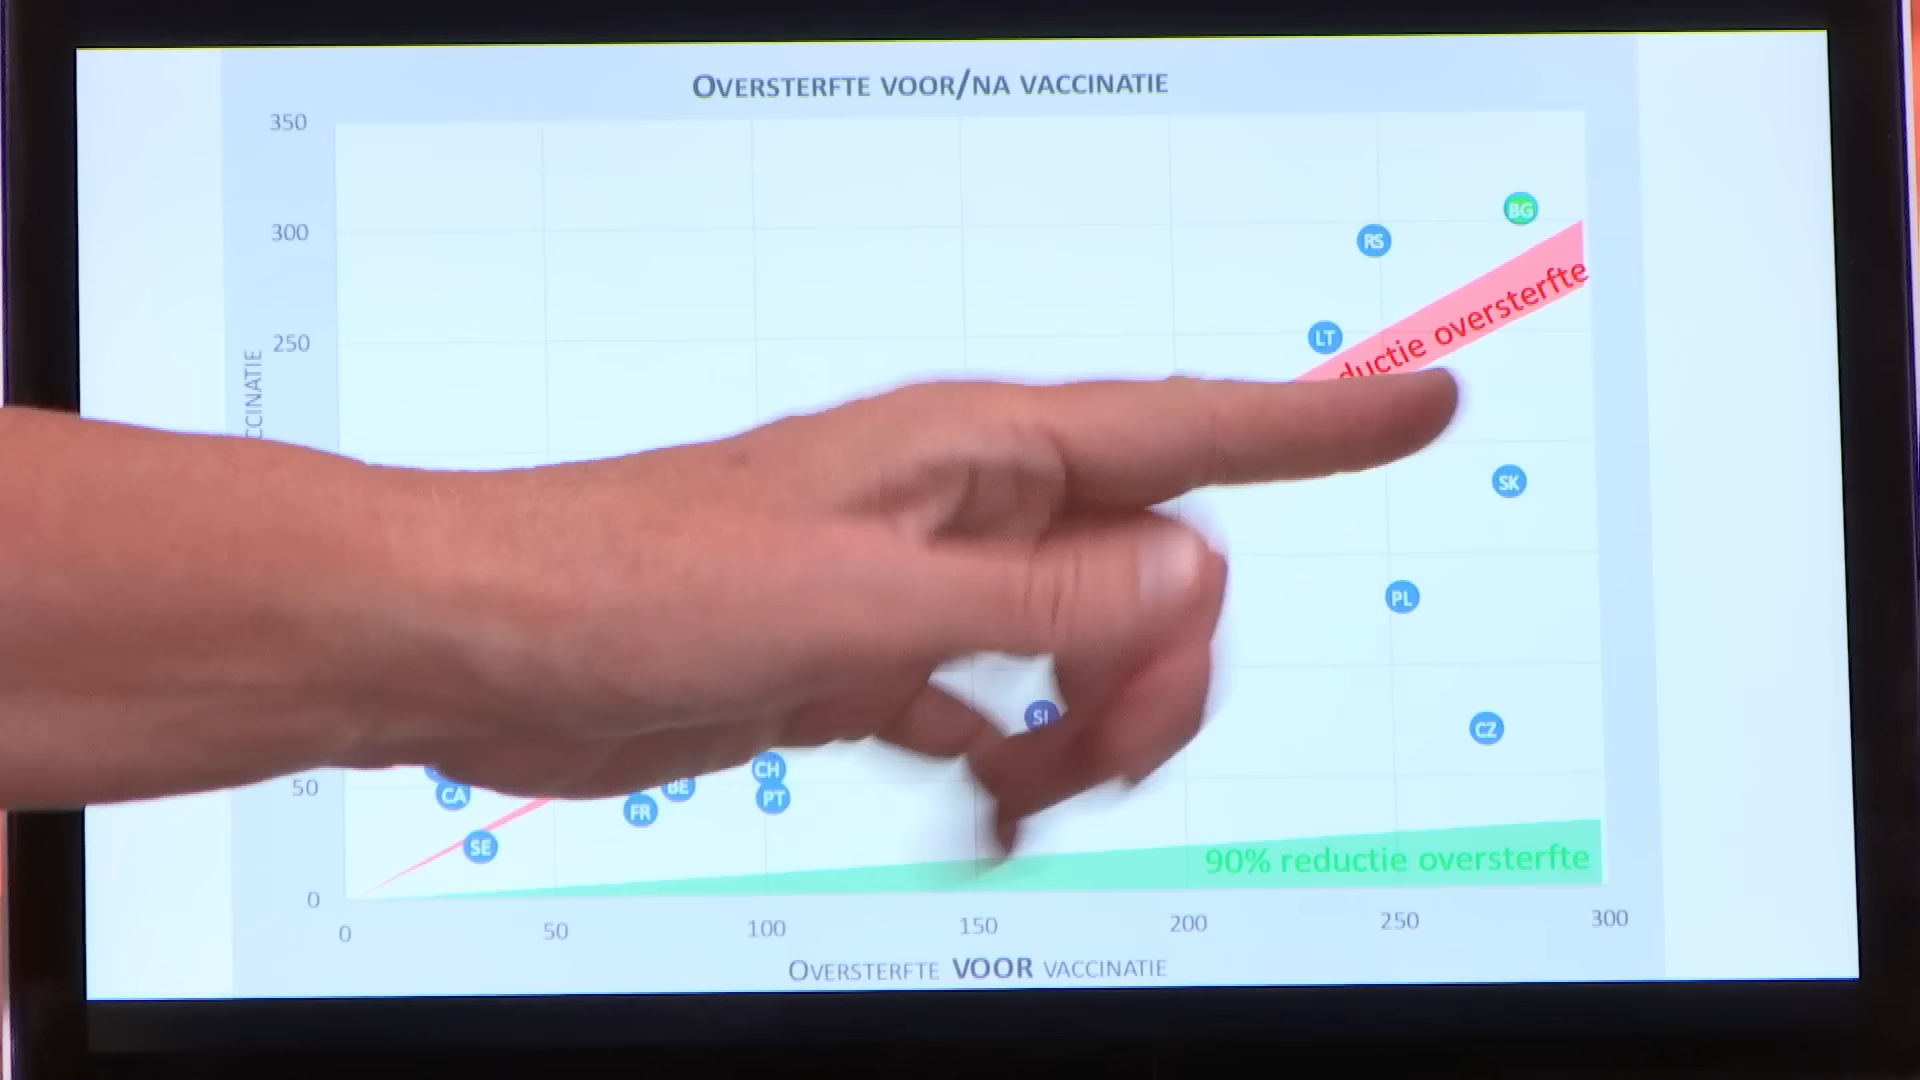 OVERSTERFTE VOOR/NA VACCINATIE
350
300
250
50
0
BG
RS
LT
ductie oversterfte
SK
PL
CZ
SI
CH
PT
BE
FR
CA
SE
90% reductie oversterfte
0
50
100
150
200
250
300
OVERSTERFTE VOOR VACCINATIE
CCINATIE